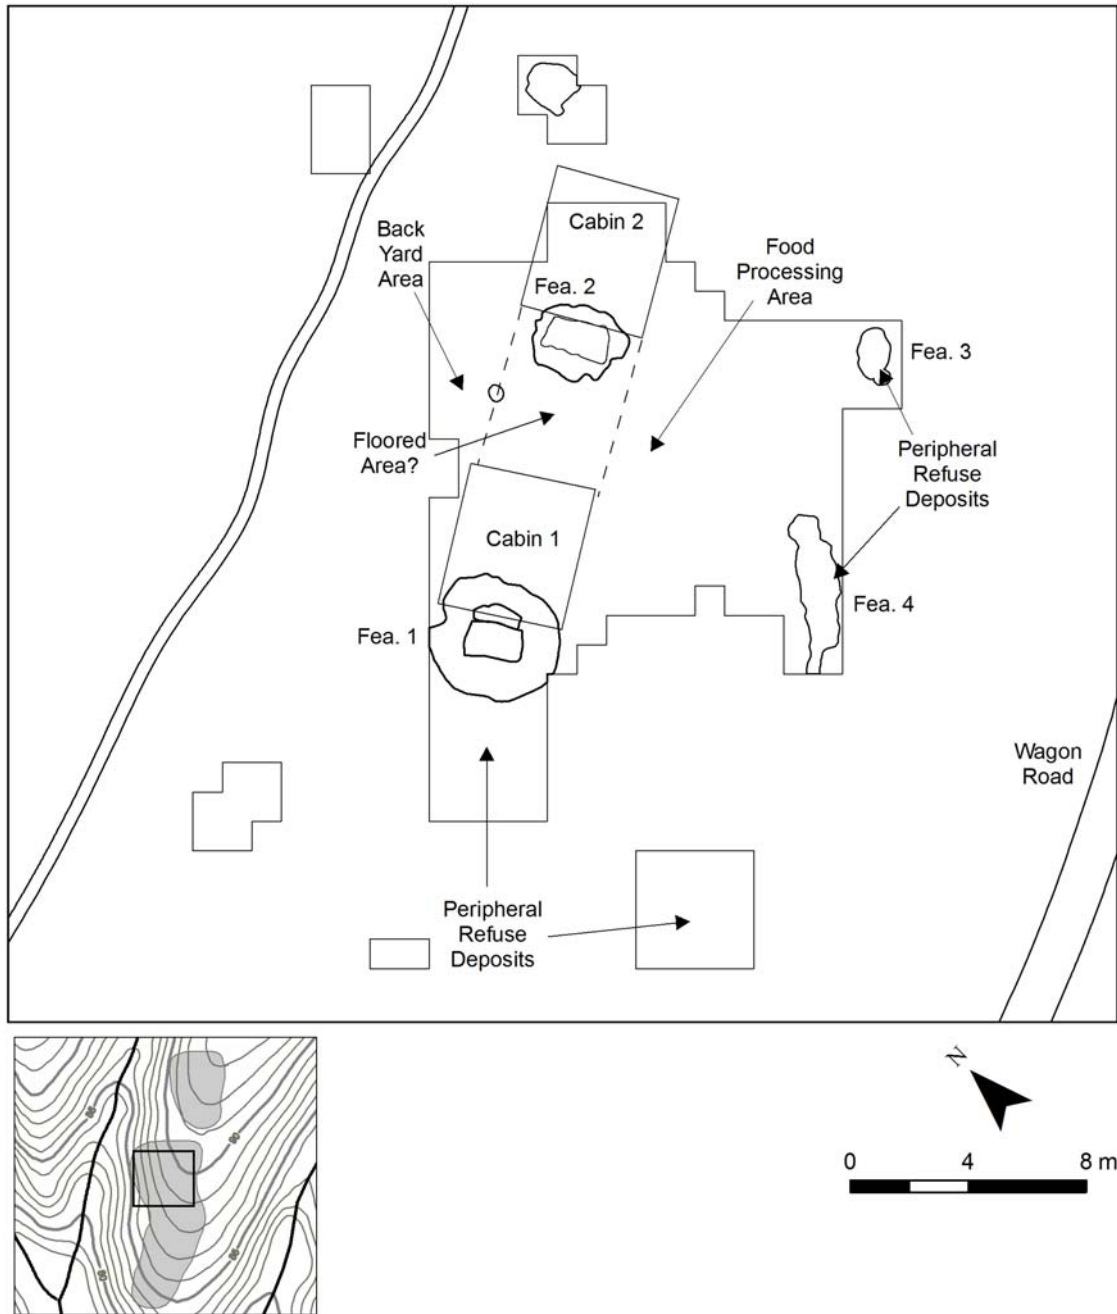 Cabin 2
Back
Yard
Area
Food
Processing
Area
Fea. 2
Fea. 3
Floored
Area?
Peripheral
Refuse
Deposits
Cabin 1
Fea. 1
Fea. 4
Wagon
Road
Peripheral
Refuse
Deposits
N
0 4 8 m